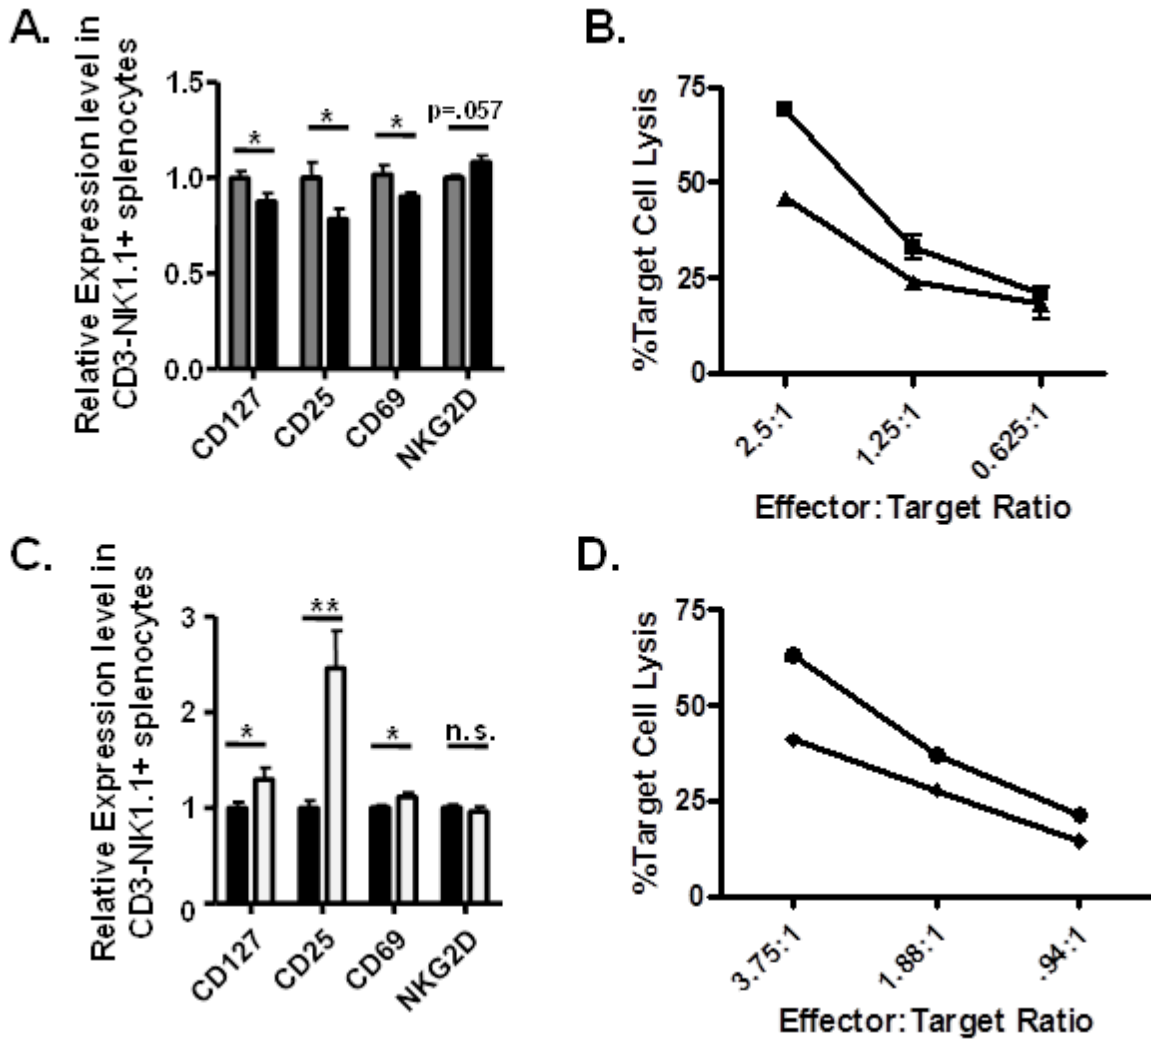 A.
Relative Expression level in
CD3-NK1.1+ splenocytes
1.5
1.0
0.5
0.0
*
*
*
p=.057
CD127
CD25
CD69
NKG2D
B.
%Target Cell Lysis
75
50
25
0
2.5:1
1.25:1
0.625:1
Effector:Target Ratio
C.
Relative Expression level in
CD3-NK1.1+ splenocytes
3
2
1
0
*
**
*
n.s.
CD127
CD25
CD69
NKG2D
D.
%Target Cell Lysis
75
50
25
0
3.75:1
1.88:1
.94:1
Effector:Target Ratio